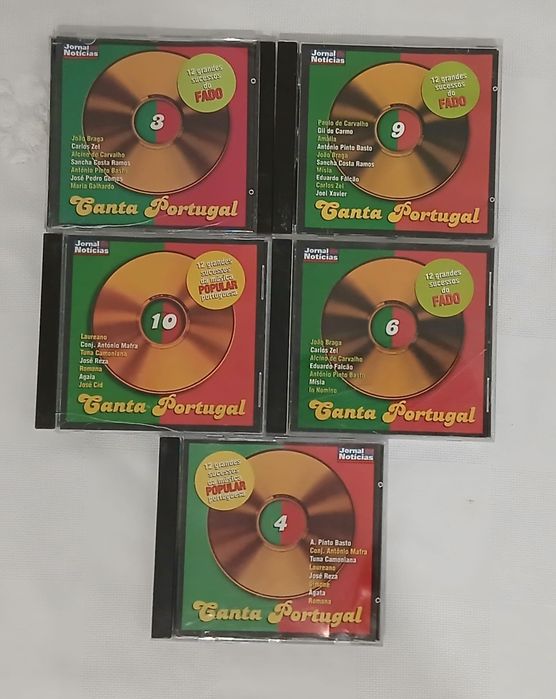 Jornal
Notícias
12 grandes
sucessos
do
FADO
3
João Braga
Carlos Zel
Alcino de Carvalho
Sancha Costa Ramos
António Pinto Basto
José Pedro Gomes
Maria Galhardo
Canta Portugal
Jornal
Notícias
12 grandes
sucessos
do
FADO
9
Paulo de Carvalho
Gil do Carmo
Amália
António Pinto Basto
João Braga
Sancha Costa Ramos
Mísia
Eduardo Falcão
Carlos Zel
Joel Xavier
Canta Portugal
Jornal
Notícias
12 grandes
sucessos
da música
POPULAR
portuguesa
10
Laureano
Conj. António Mafra
Tuna Camoniana
José Reza
Romana
Agata
José Cid
Canta Portugal
Jornal
Notícias
12 grandes
sucessos
do
FADO
6
João Braga
Carlos Zel
Alcino de Carvalho
Eduardo Falcão
António Pinto Basto
Mísia
In Nomine
Canta Portugal
Jornal
Notícias
12 grandes
sucessos
da música
POPULAR
portuguesa
4
A. Pinto Basto
Conj. António Mafra
Tuna Camoniana
Laureano
José Reza
Simone
Agata
Romana
Canta Portugal